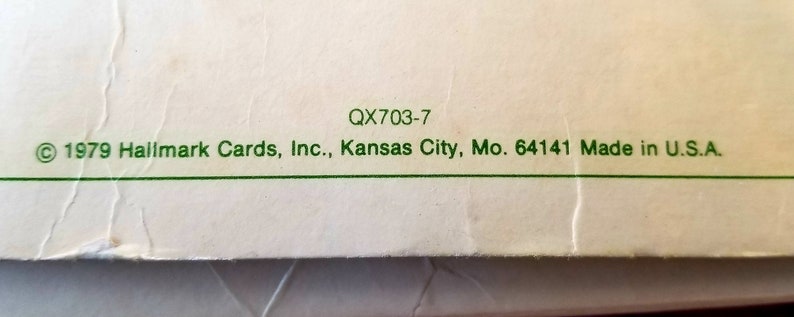 QX703-7
© 1979 Hallmark Cards, Inc., Kansas City, Mo. 64141 Made in U.S.A.